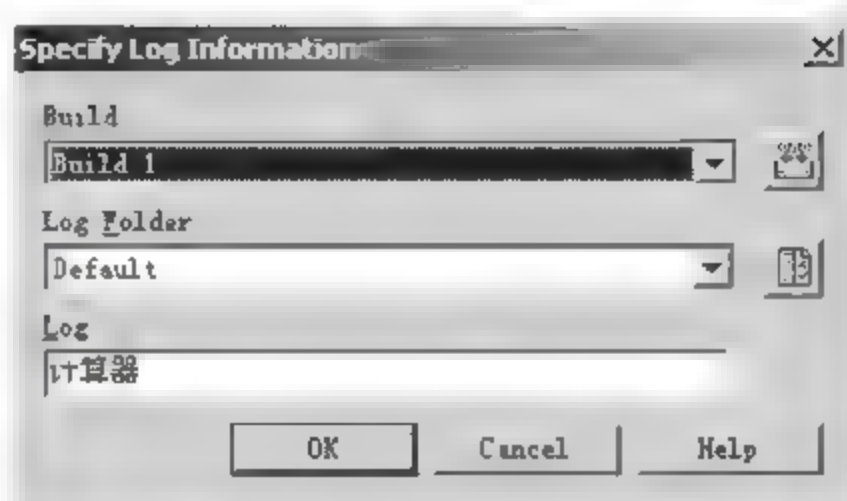 Specify Log Information
Build
Build 1
Log Folder
Default
Log
计算器
OK Cancel Help